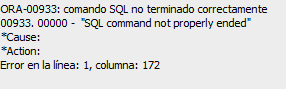 ORA-00933: comando SQL no terminado correctamente
00933. 00000 -  "SQL command not properly ended"
*Cause:
*Action:
Error en la línea: 1, columna: 172